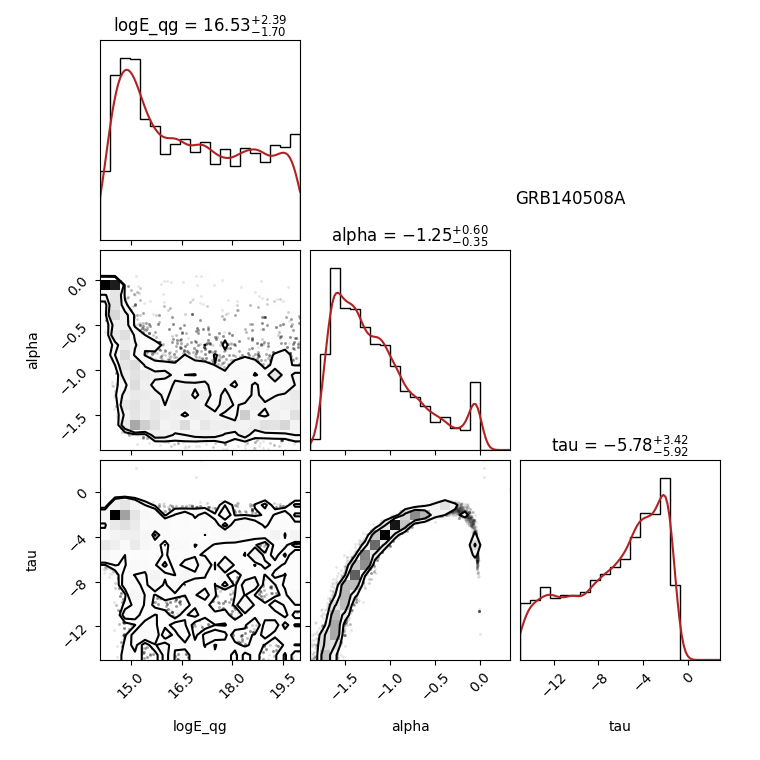 logE_qg = 16.53+2.39 −1.70
GRB140508A
alpha = −1.25+0.60 −0.35
0.0
−0.5
−1.0
−1.5
alpha
tau = −5.78+3.42 −5.92
0
−4
−8
−12
tau
15.0 16.5 18.0 19.5
−1.5 −1.0 −0.5 0.0
−12 −8 −4 0
logE_qg alpha tau